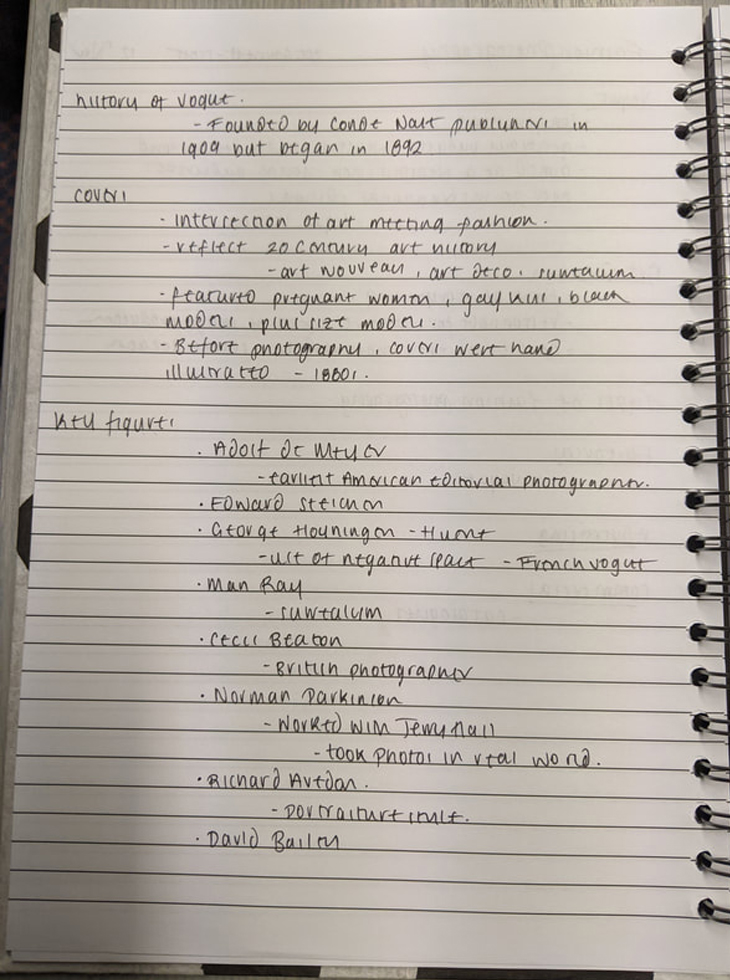 history of Vogue.
- Founded by Conde Nast publishers in
1909 but began in 1892
covers
- intersection of art meeting fashion.
- reflect 20 century art history
- art nouveau, art deco, surrealism
- featured pregnant women, gay kiss, black
models, plus size models.
- Before photography, covers were hand
illustrated - 1880s.
key figures
· Adolf de Meyer
- earliest American editorial photographer.
· Edward Steichen
· George Hoyningen - Huene
- use of negative space - French vogue
· Man Ray
- surrealism
· Cecil Beaton
- British photographer
· Norman Parkinson
- worked with Jerry Hall
- took photos in real world.
· Richard Avedon.
- portraiture style.
· David Bailey